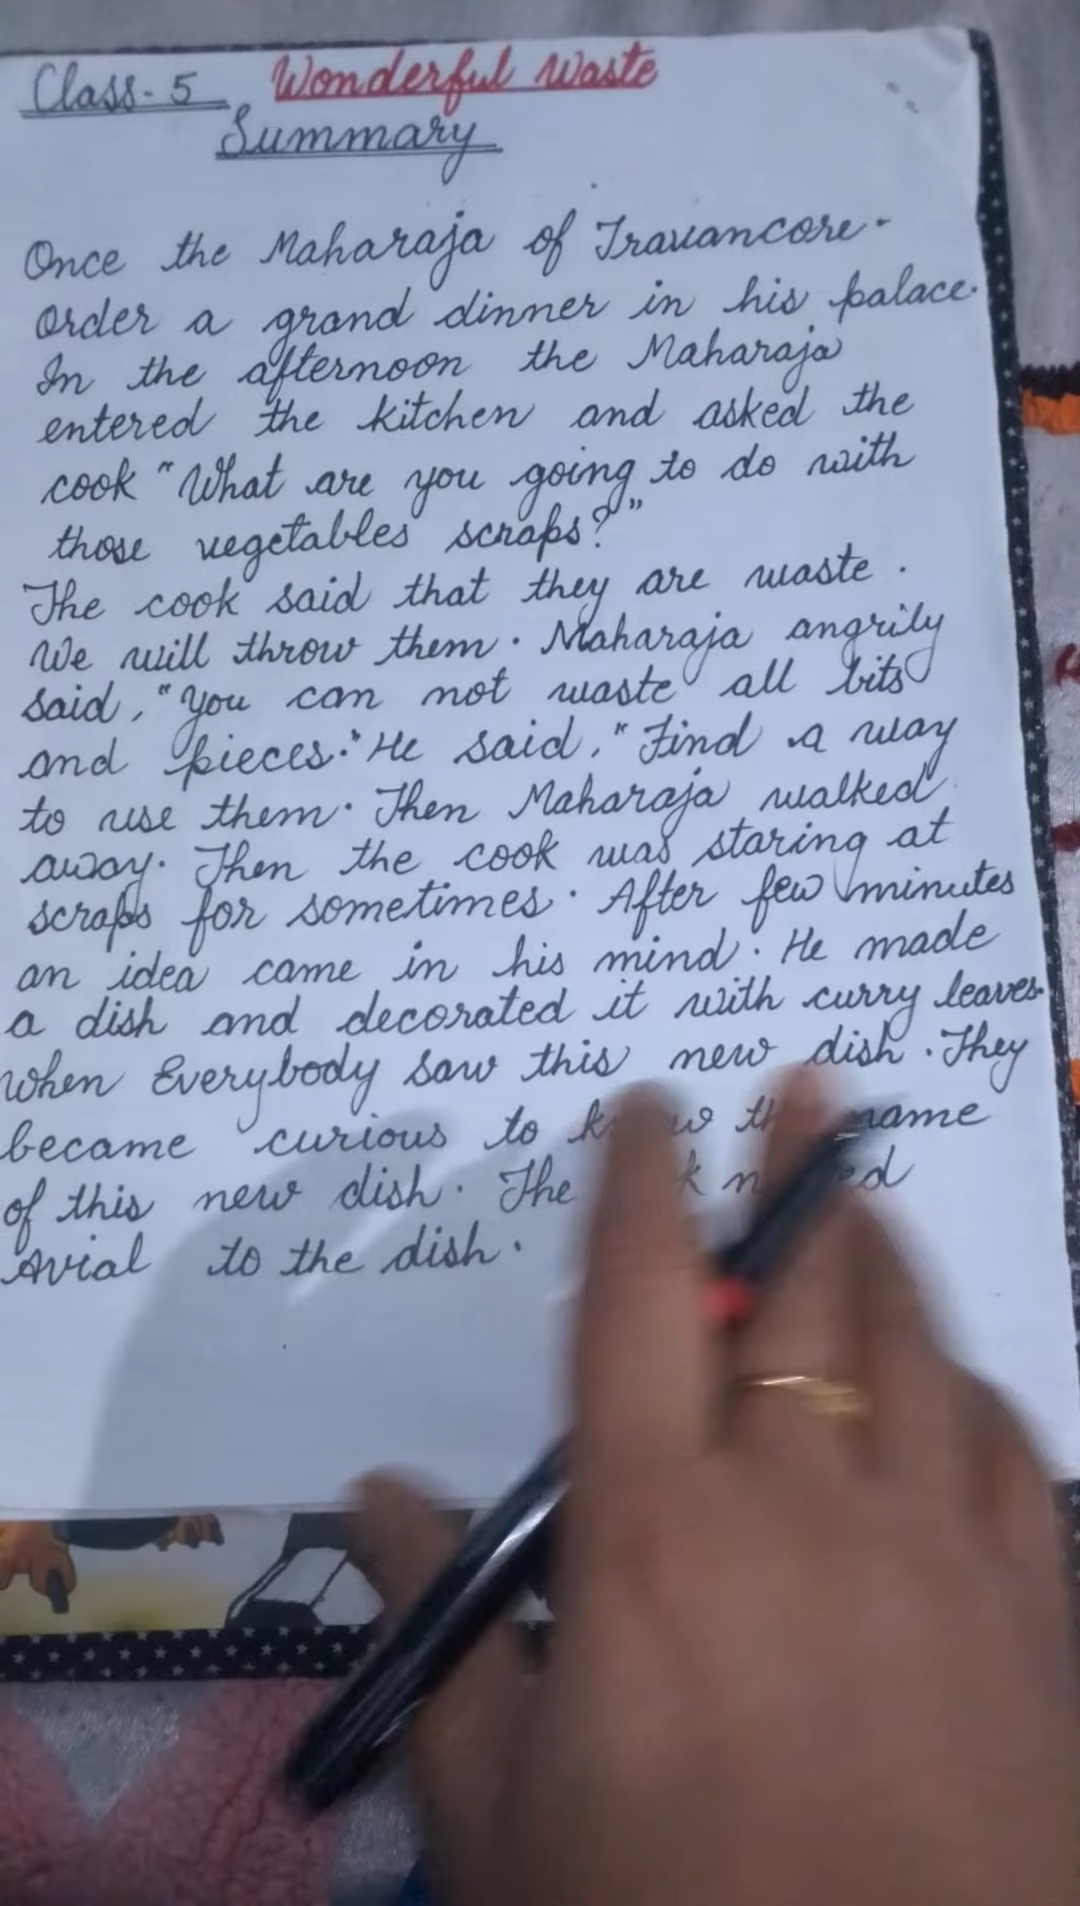 Class-5 Wonderful Waste
Summary
Once the Maharaja of Travancore-
order a grand dinner in his palace.
In the afternoon the Maharaja
entered the kitchen and asked the
cook "What are you going to do with
those vegetables scraps?"
The cook said that they are waste.
We will throw them. Maharaja angrily
said, "You can not waste all bits
and pieces." He said, "Find a way
to use them. Then Maharaja walked
away. Then the cook was staring at
scraps for sometimes. After few minutes
an idea came in his mind. He made
a dish and decorated it with curry leaves.
when Everybody saw this new dish. They
became curious to name
of this new dish. The
Avial to the dish.